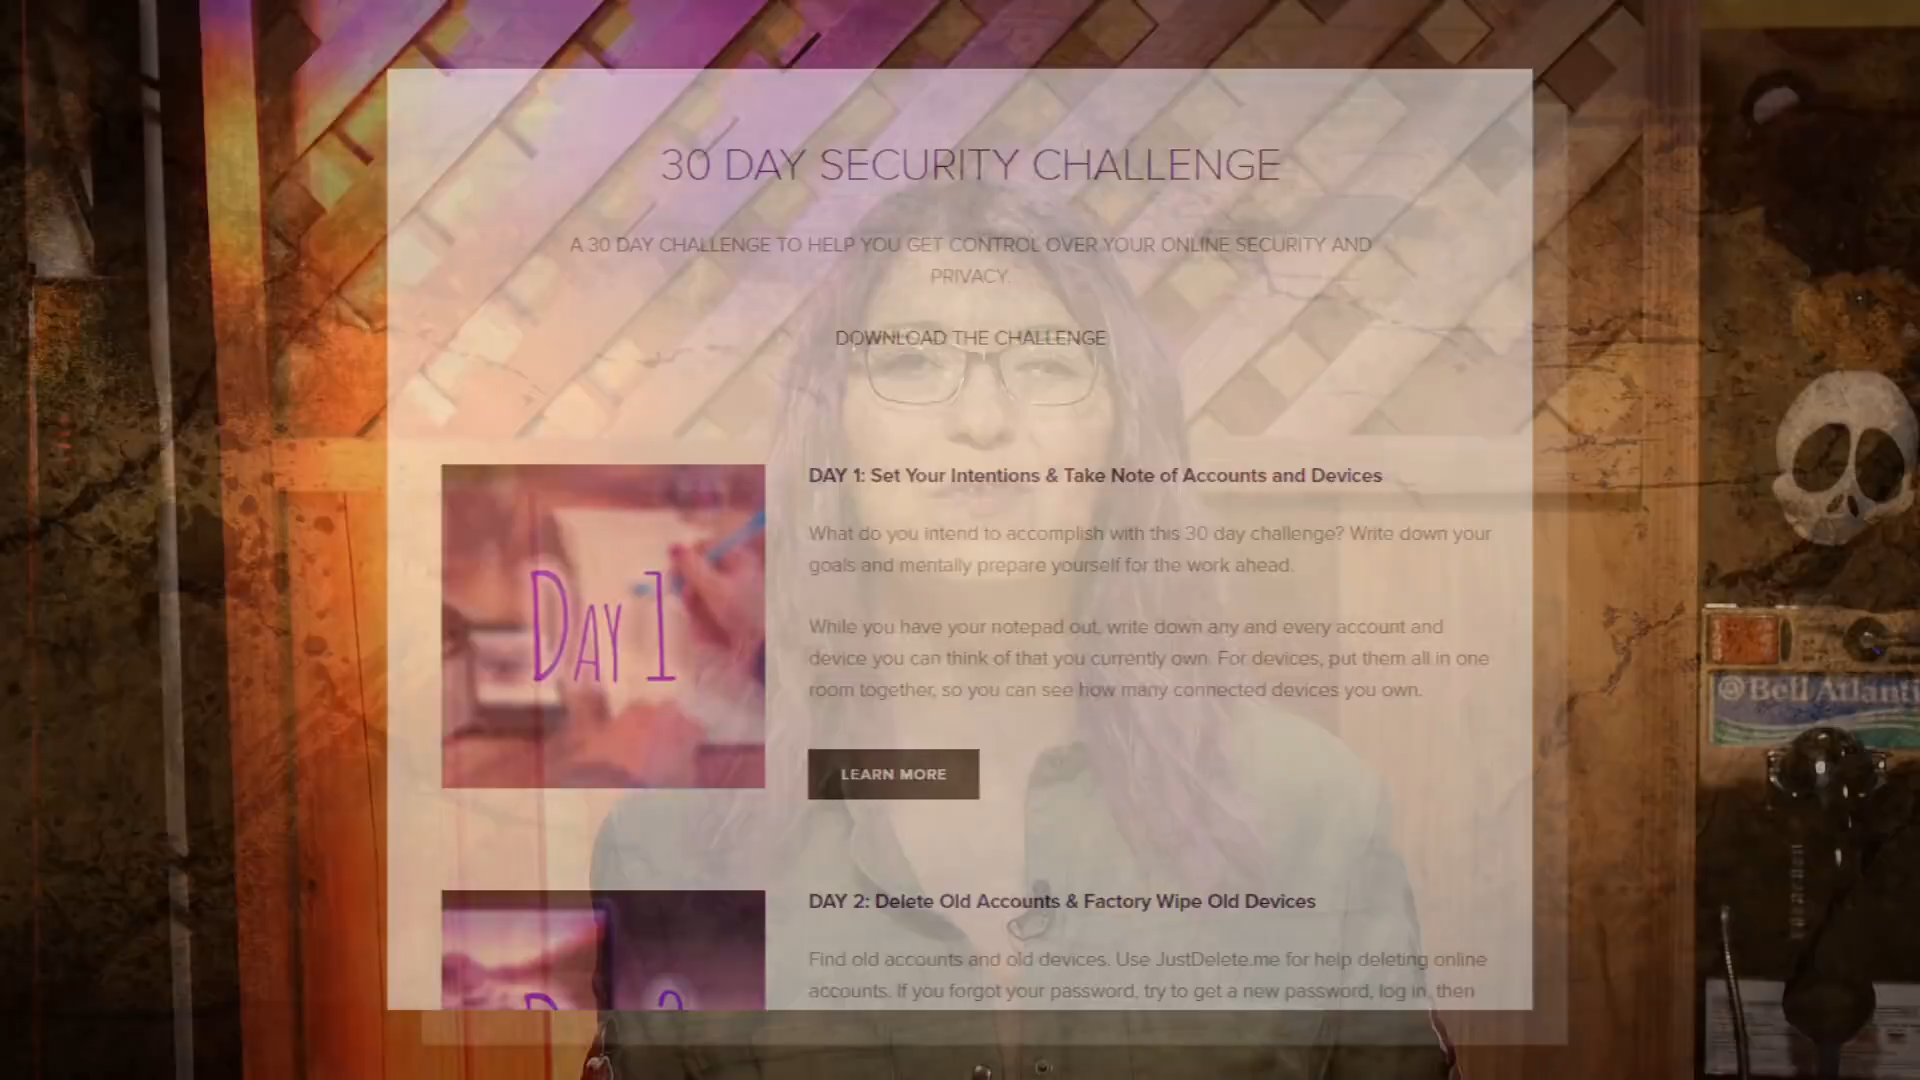 30 DAY SECURITY CHALLENGE
A 30 DAY CHALLENGE TO HELP YOU GET CONTROL OVER YOUR ONLINE SECURITY AND
PRIVACY.
DOWNLOAD THE CHALLENGE
DAY 1: Set Your Intentions & Take Note of Accounts and Devices
What do you intend to accomplish with this 30 day challenge? Write down your
goals and mentally prepare yourself for the work ahead.
DAY 1
While you have your notepad out, write down any and every account and
device you can think of that you currently own. For devices, put them all in one
room together, so you can see how many connected devices you own.
@Bell Atlanti
LEARN MORE
DAY 2: Delete Old Accounts & Factory Wipe Old Devices
Find old accounts and old devices. Use JustDelete.me for help deleting online
accounts. If you forgot your password, try to get a new password, log in, then